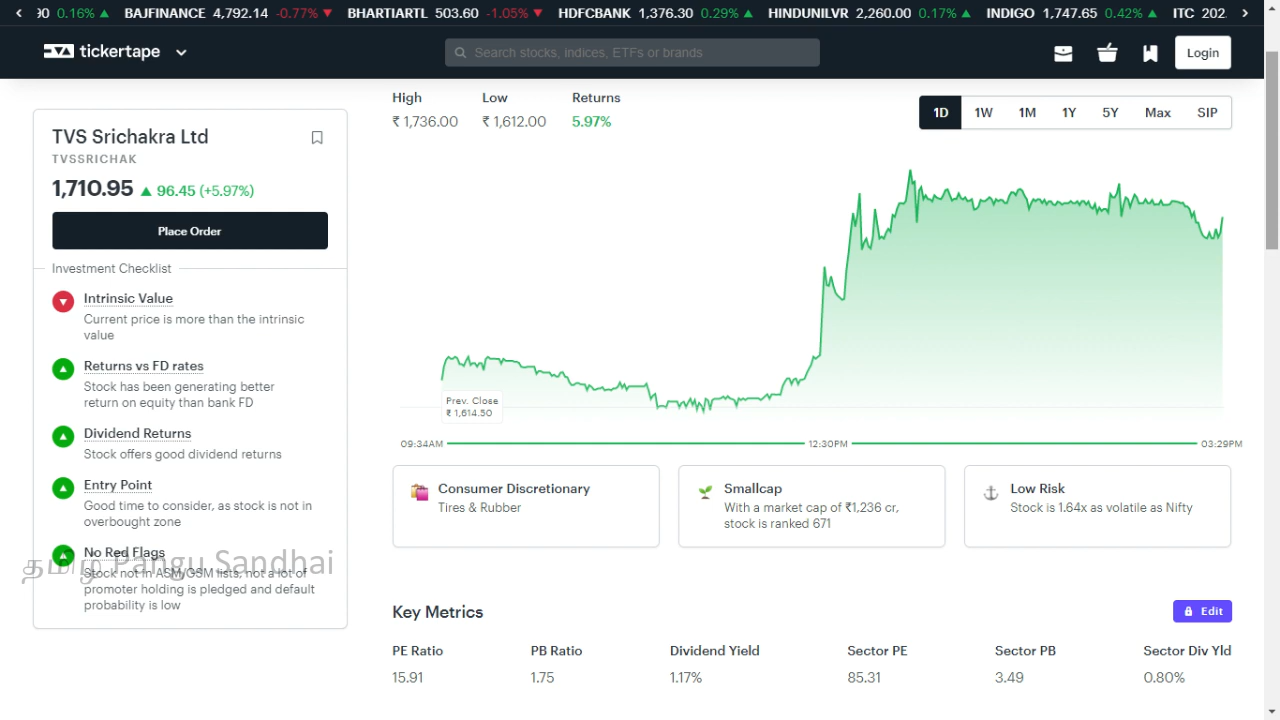 90 0.16% BAJFINANCE 4,792.14 -0.77% BHARTIARTL 503.60 -1.05% HDFCBANK 1,376.30 0.29% HINDUNILVR 2,260.00 0.17% INDIGO 1,747.65 0.42% ITC 202.
tickertape
Search stocks, indices, ETFs or brands
Login
TVS Srichakra Ltd
TVSSRICHAK
1,710.95 96.45 (+5.97%)
Place Order
Investment Checklist
Intrinsic Value
Current price is more than the intrinsic
value
Returns vs FD rates
Stock has been generating better
return on equity than bank FD
Dividend Returns
Stock offers good dividend returns
Entry Point
Good time to consider, as stock is not in
overbought zone
No Red Flags
Stock not in ASM/GSM lists, not a lot of
promoter holding is pledged and default
probability is low
தமிழ் Pangu Sandhai
High Low Returns
₹ 1,736.00 ₹ 1,612.00 5.97%
1D 1W 1M 1Y 5Y Max SIP
Prev. Close
₹ 1,614.50
09:34AM 12:30PM 03:29PM
Consumer Discretionary
Tires & Rubber
Smallcap
With a market cap of ₹1,236 cr,
stock is ranked 671
Low Risk
Stock is 1.64x as volatile as Nifty
Key Metrics
Edit
PE Ratio PB Ratio Dividend Yield Sector PE Sector PB Sector Div Yld
15.91 1.75 1.17% 85.31 3.49 0.80%